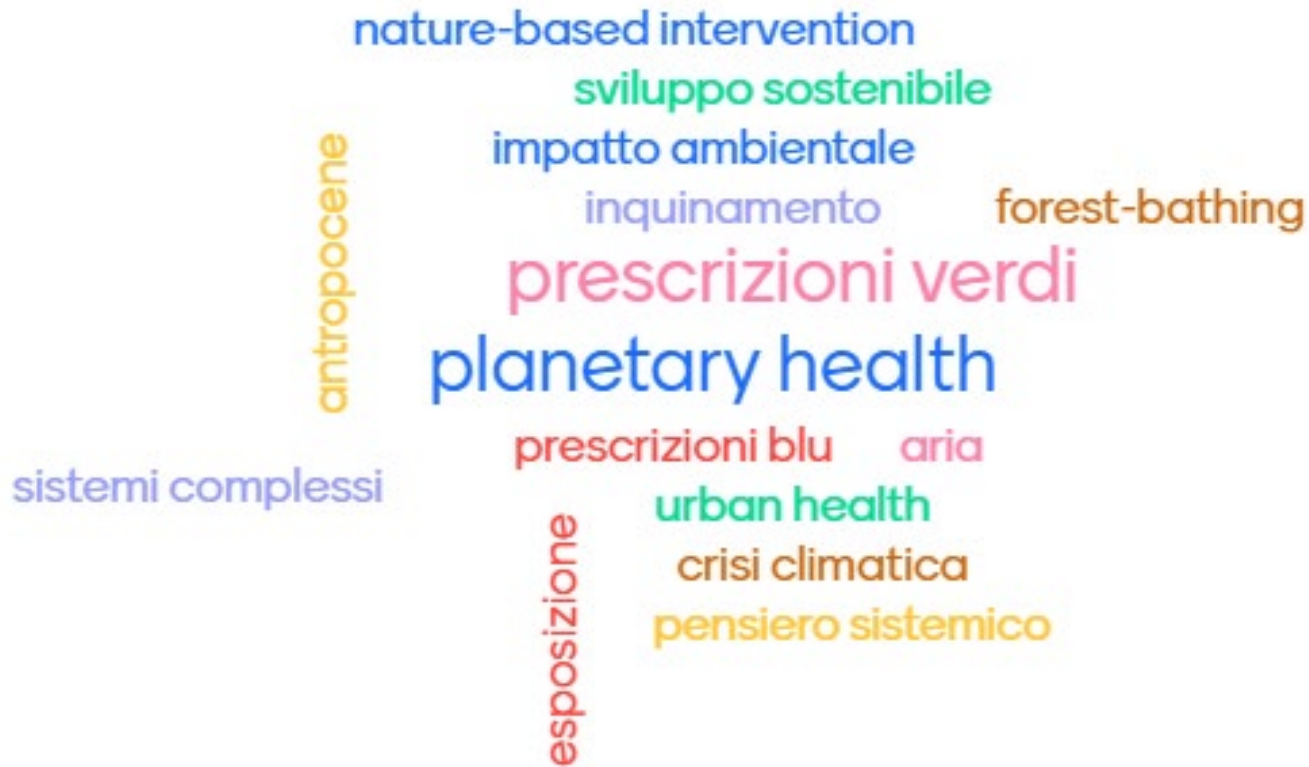 nature-based intervention
sviluppo sostenibile
antropocene
impatto ambientale
inquinamento
forest-bathing
prescrizioni verdi
planetary health
prescrizioni blu
aria
sistemi complessi
urban health
esposizione
crisi climatica
pensiero sistemico